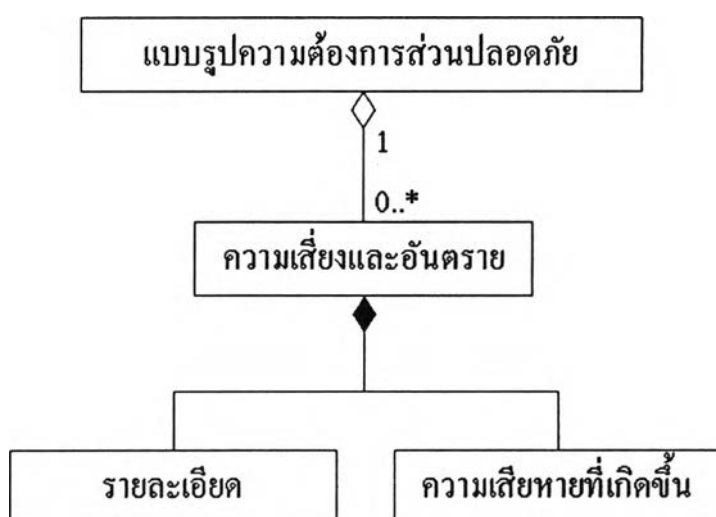 แบบรูปความต้องการส่วนปลอดภัย
1
0..*
ความเสี่ยงและอันตราย
รายละเอียด
ความเสียหายที่เกิดขึ้น